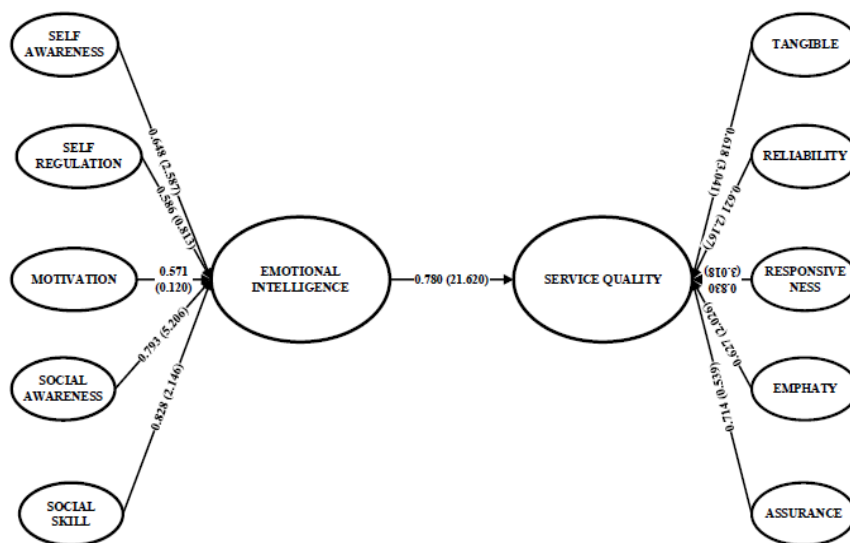 SELF
AWARENESS
SELF
REGULATION
MOTIVATION
SOCIAL
AWARENESS
SOCIAL
SKILL
0.648 (2.587)
0.586 (0.813)
0.571
(0.120)
0.793 (5.206)
0.828 (2.146)
EMOTIONAL
INTELLIGENCE
0.780 (21.620)
SERVICE QUALITY
0.618 (3.041)
0.621 (2.167)
0.830
(3.018)
0.627 (2.026)
0.714 (0.539)
TANGIBLE
RELIABILITY
RESPONSIVE
NESS
EMPHATY
ASSURANCE